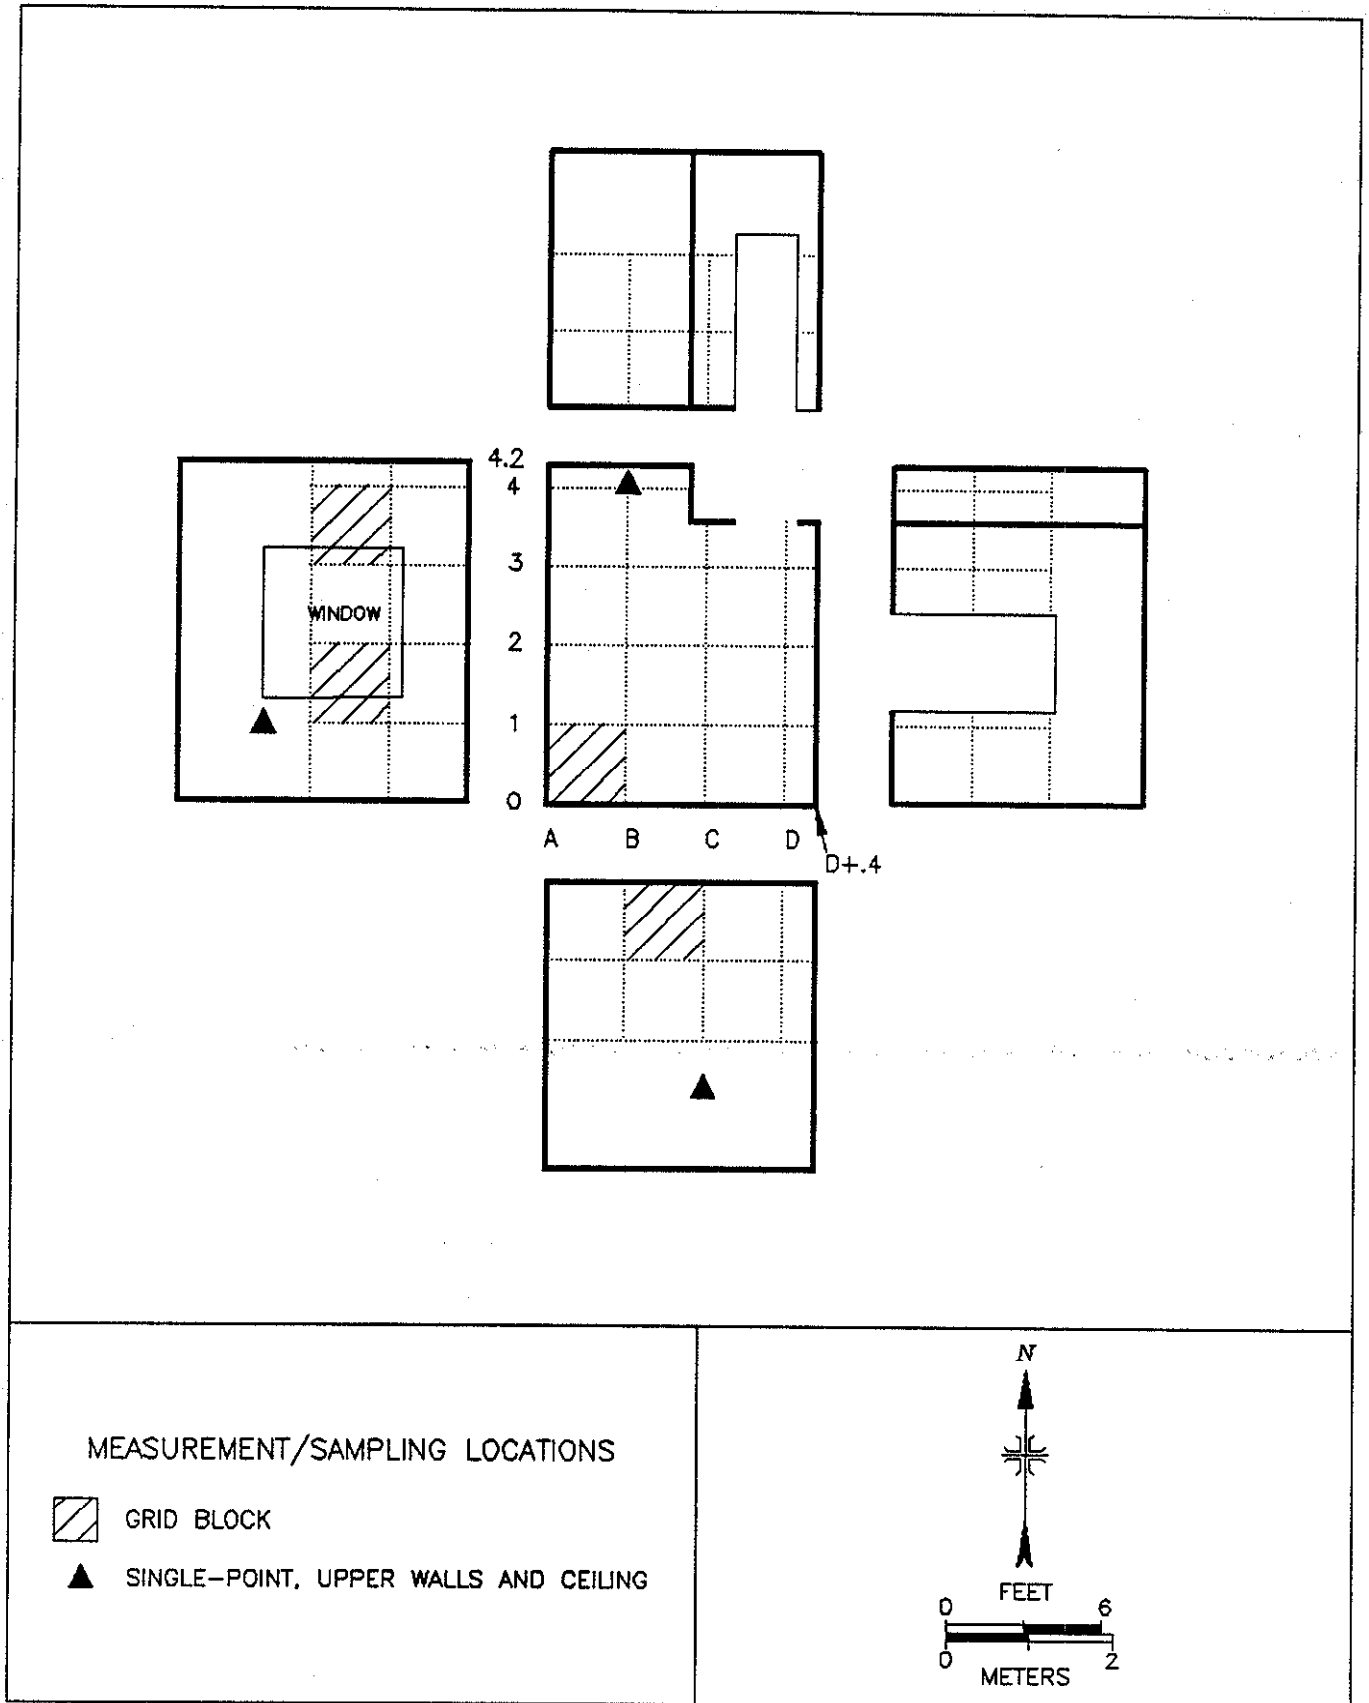 4.2
4
3
WINDOW
2
1
0
A B C D
D+.4
N
MEASUREMENT/SAMPLING LOCATIONS
GRID BLOCK
SINGLE-POINT, UPPER WALLS AND CEILING
FEET
0 6
0 2
METERS